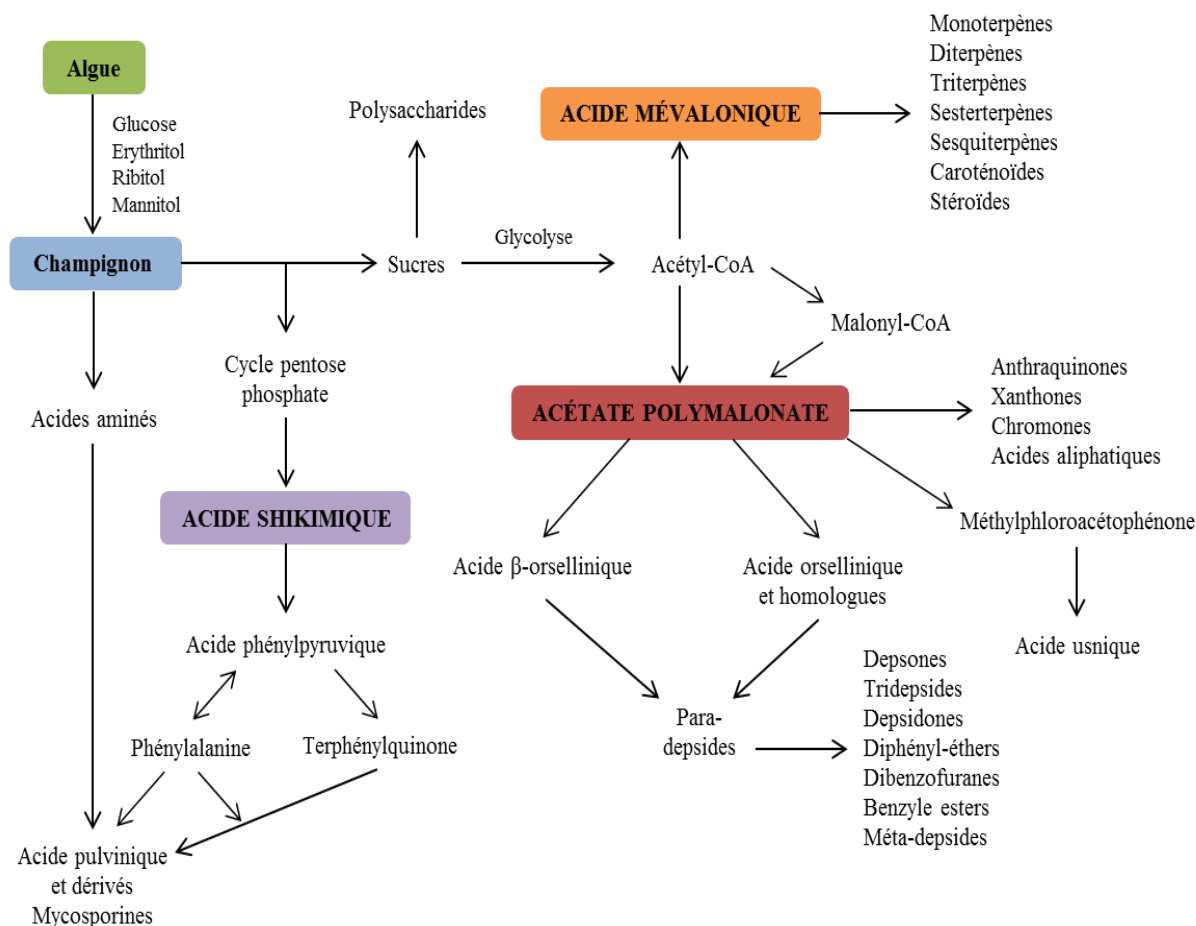 Algue
Glucose
Erythritol
Ribitol
Mannitol
Champignon
Polysaccharides
Sucres
Glycolyse
Acétyl-CoA
ACIDE MÉVALONIQUE
Monoterpènes
Diterpènes
Triterpènes
Sesterterpènes
Sesquiterpènes
Caroténoïdes
Stéroïdes
Malonyl-CoA
Cycle pentose
phosphate
Acides aminés
ACÉTATE POLYMALONATE
Anthraquinones
Xanthones
Chromones
Acides aliphatiques
ACIDE SHIKIMIQUE
Méthylphloroacétophénone
Acide β-orsellinique
Acide orsellinique
et homologues
Acide usnique
Acide phénylpyruvique
Phénylalanine
Terphénylquinone
Para-
depsides
Depsones
Tridepsides
Depsidones
Diphényl-éthers
Dibenzofuranes
Benzyle esters
Méta-depsides
Acide pulvinique
et dérivés
Mycosporines